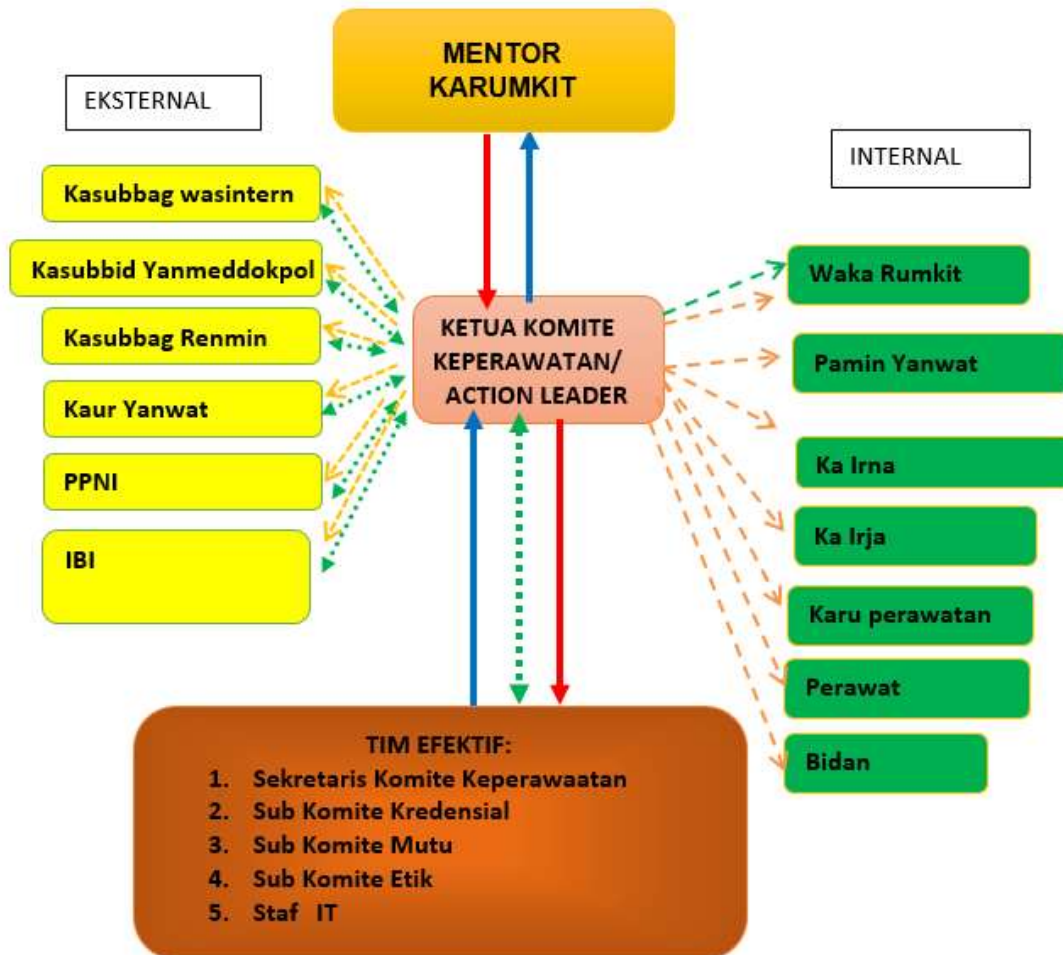 MENTOR
KARUMKIT
EKSTERNAL
Kasubbag wasintern
Kasubbid Yanmeddokpol
Kasubbag Renmin
Kaur Yanwat
PPNI
IBI
KETUA KOMITE
KEPERAWATAN/
ACTION LEADER
INTERNAL
Waka Rumkit
Pamin Yanwat
Ka Irna
Ka Irja
Karu perawatan
Perawat
Bidan
TIM EFEKTIF:
1. Sekretaris Komite Keperawaatan
2. Sub Komite Kredensial
3. Sub Komite Mutu
4. Sub Komite Etik
5. Staf IT